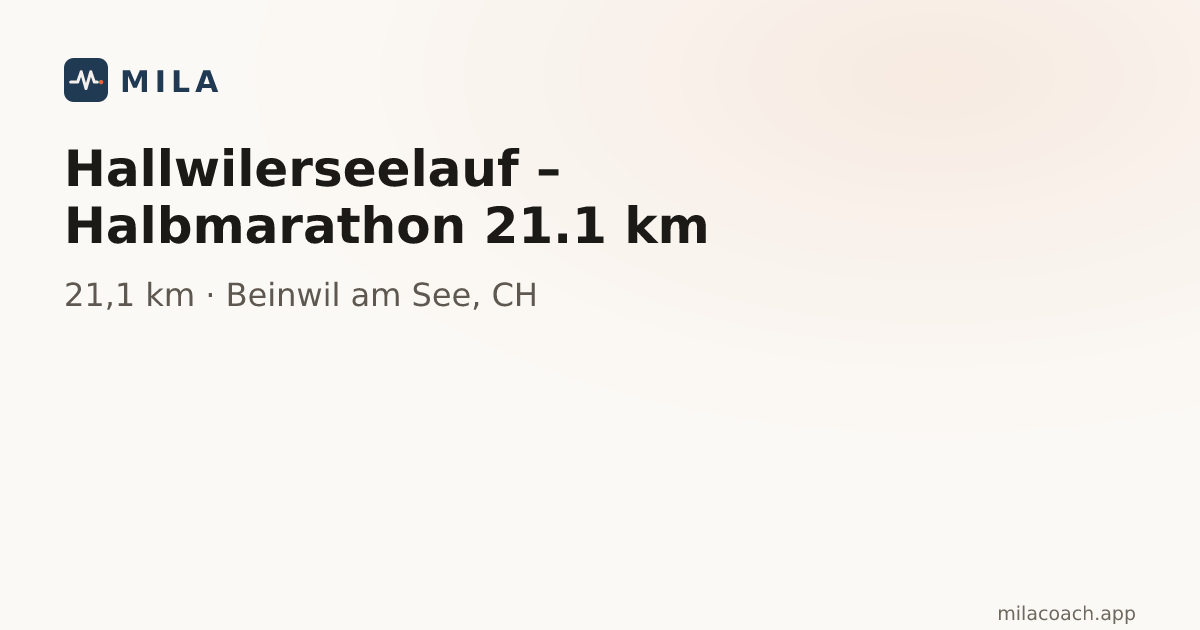 MILA
Hallwilerseelauf –
Halbmarathon 21.1 km
21,1 km · Beinwil am See, CH
milacoach.app